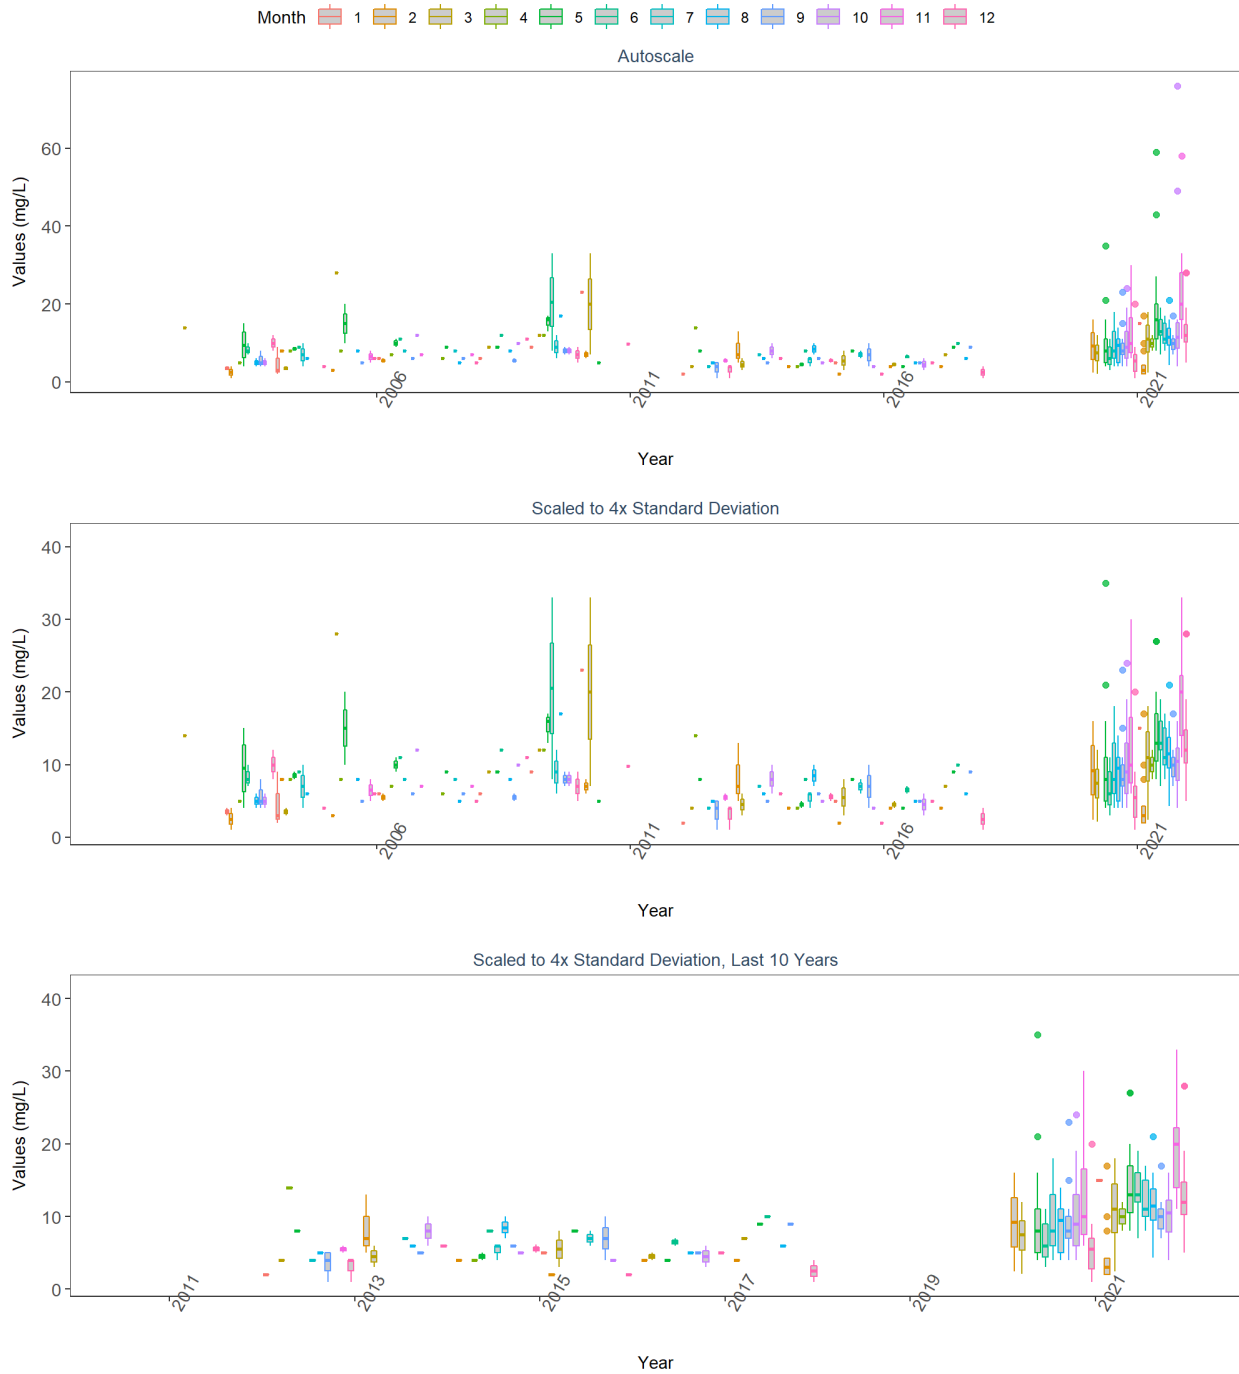 Month 1 2 3 4 5 6 7 8 9 10 11 12
Autoscale
Values (mg/L)
60
40
20
0
2006 2011 2016 2021
Year
Scaled to 4x Standard Deviation
Values (mg/L)
40
30
20
10
0
2006 2011 2016 2021
Year
Scaled to 4x Standard Deviation, Last 10 Years
Values (mg/L)
40
30
20
10
0
2011 2013 2015 2017 2019 2021
Year